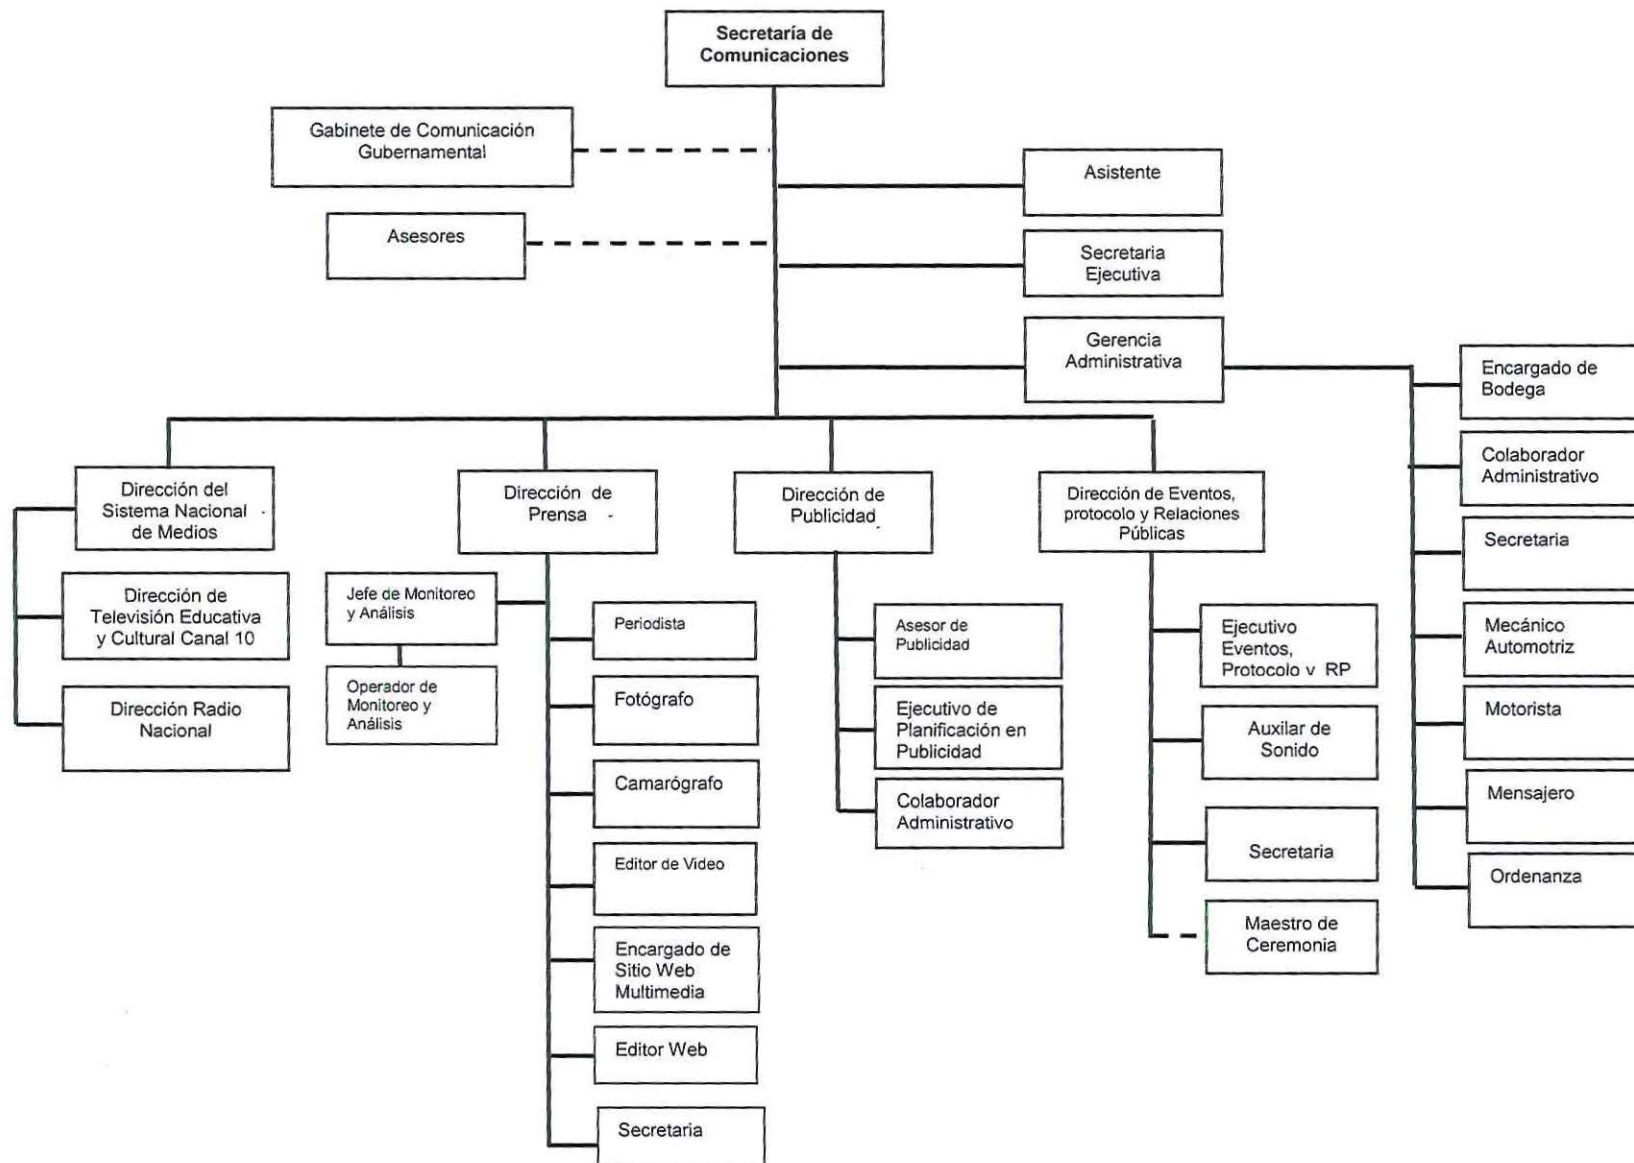 Secretaría de
Comunicaciones
Gabinete de Comunicación
Gubernamental
Asesores
Asistente
Secretaria
Ejecutiva
Gerencia
Administrativa
Encargado de
Bodega
Colaborador
Administrativo
Secretaria
Mecánico
Automotriz
Motorista
Mensajero
Ordenanza
Dirección del
Sistema Nacional
de Medios
Dirección de
Televisión Educativa
y Cultural Canal 10
Dirección Radio
Nacional
Dirección de
Prensa
Jefe de Monitoreo
y Análisis
Operador de
Monitoreo y
Análisis
Periodista
Fotógrafo
Camarógrafo
Editor de Video
Encargado de
Sitio Web
Multimedia
Editor Web
Secretaria
Dirección de
Publicidad
Asesor de
Publicidad
Ejecutivo de
Planificación en
Publicidad
Colaborador
Administrativo
Dirección de Eventos,
protocolo y Relaciones
Públicas
Ejecutivo
Eventos,
Protocolo y RP
Auxilar de
Sonido
Secretaria
Maestro de
Ceremonia